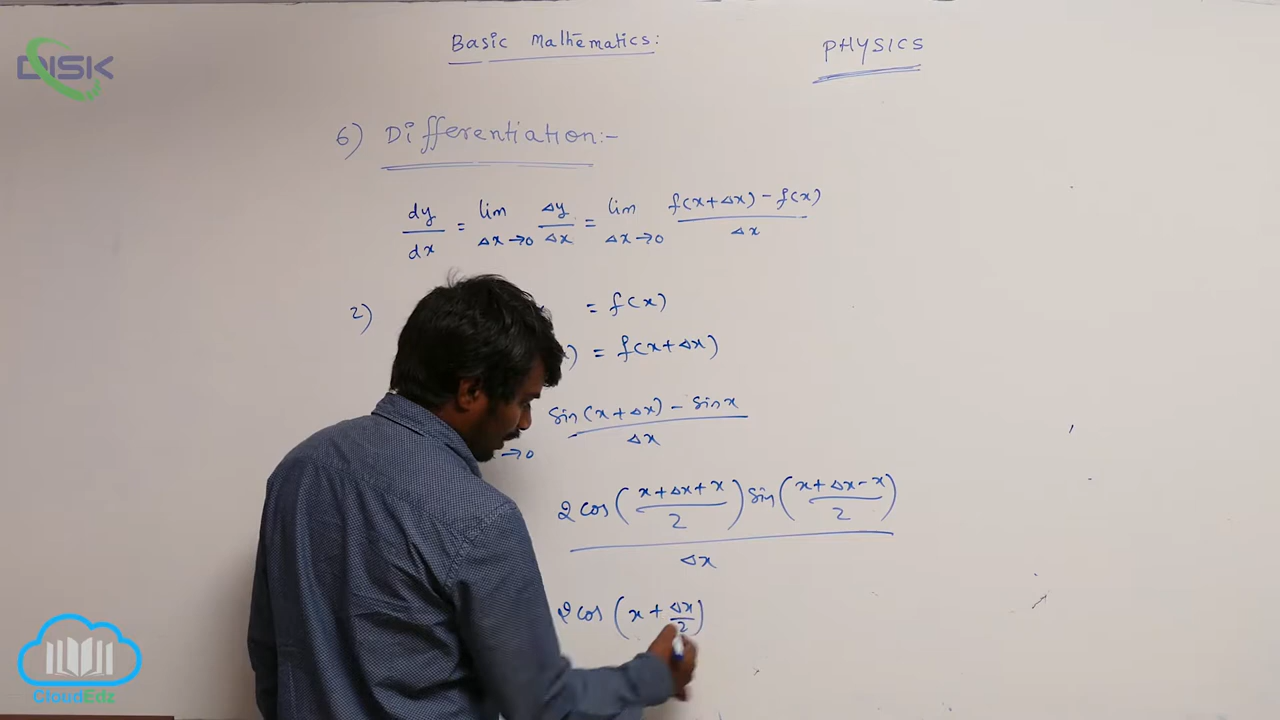 DISK
Basic Mathematics:
PHYSICS
6) Differentiation:-
dy/dx = lim Δx→0 Δy/Δx = lim Δx→0 f(x+Δx) - f(x) / Δx
2) = f(x)
) = f(x+Δx)
→0 Sin(x+Δx) - Sinx / Δx
2 cos (x+Δx+x / 2) Sin (x+Δx-x / 2) / Δx
2 cos (x + Δx/2)
CloudEdz